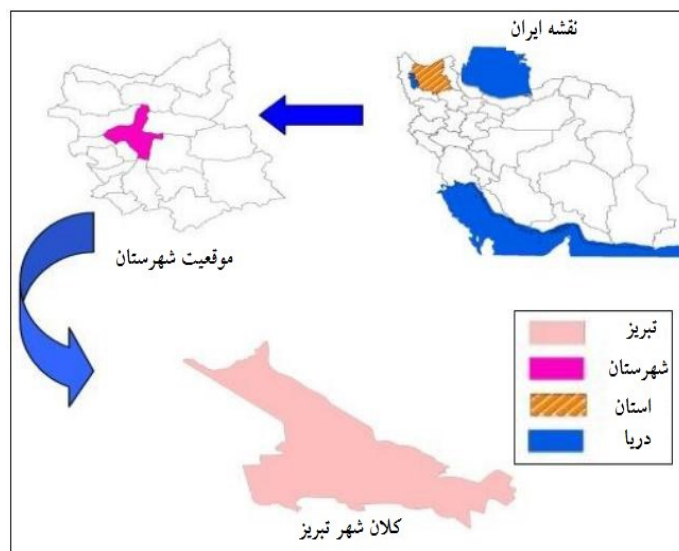 نقشه ایران
موقعیت شهرستان
تبریز
شهرستان
استان
دریا
کلان شهر تبریز